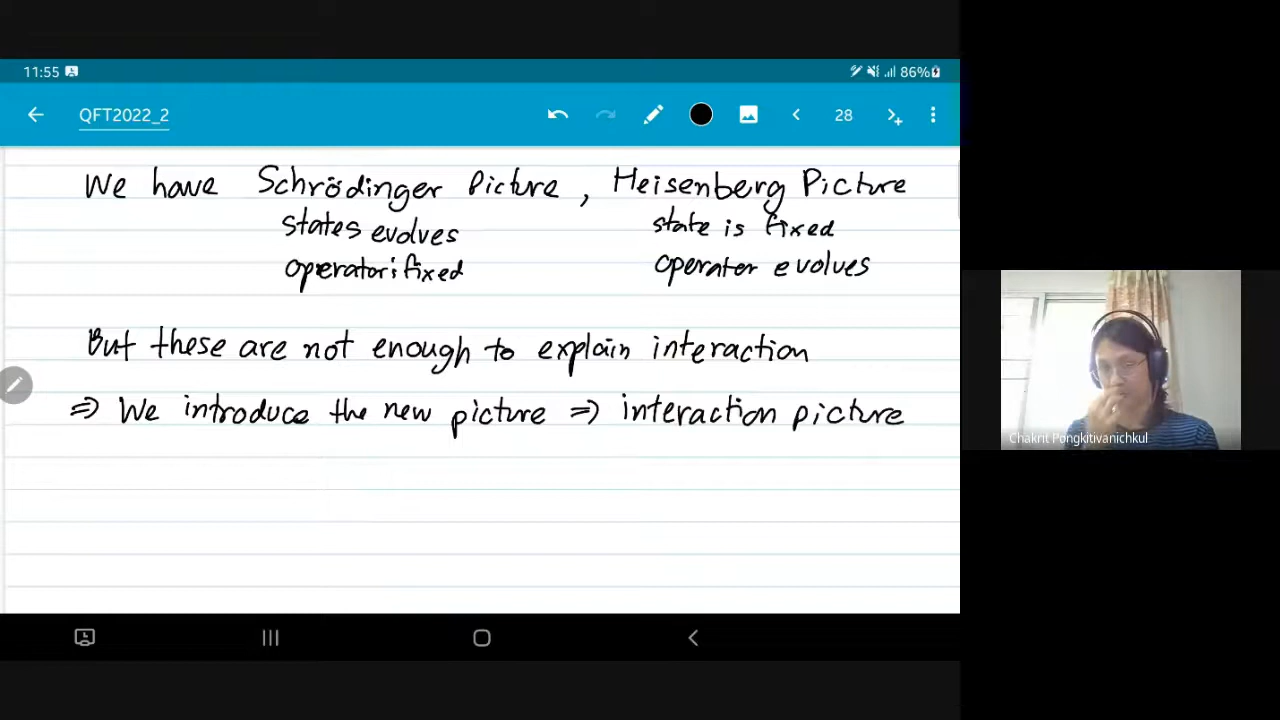 11:55 86%
QFT2022_2 28
We have Schrödinger Picture , Heisenberg Picture
states evolves state is fixed
operator is fixed operator evolves
But these are not enough to explain interaction
⇒ We introduce the new picture ⇒ interaction picture
Chakrit Pongkitivanichkul